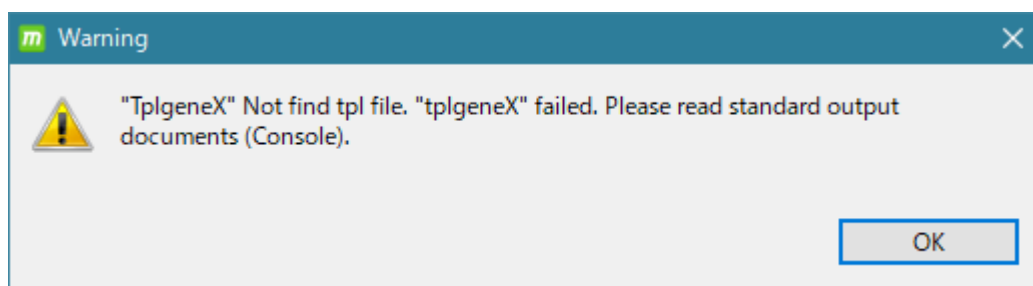 m Warning
"TplgeneX" Not find tpl file. "tplgeneX" failed. Please read standard output
documents (Console).
OK